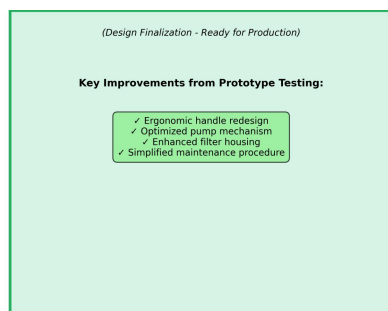 (Design Finalization - Ready for Production)
Key Improvements from Prototype Testing:
✓ Ergonomic handle redesign
✓ Optimized pump mechanism
✓ Enhanced filter housing
✓ Simplified maintenance procedure